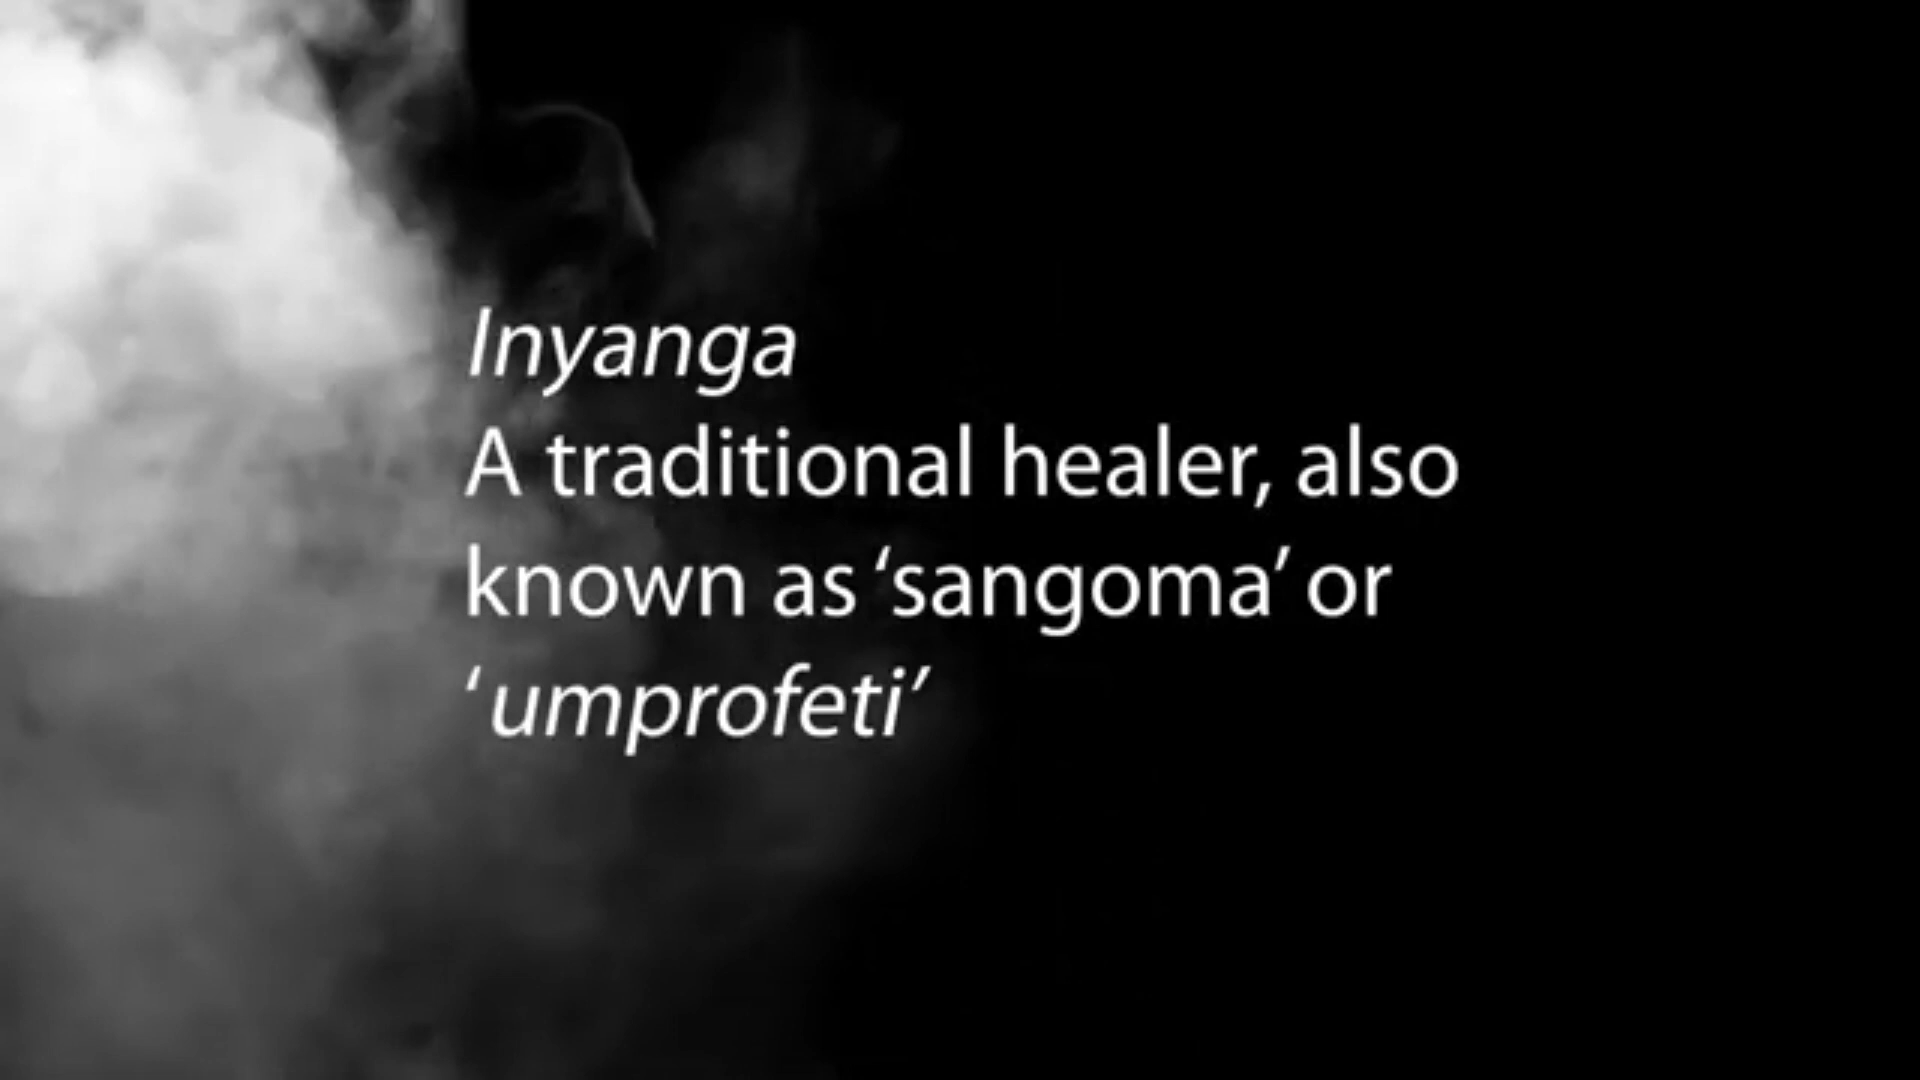 Inyanga
A traditional healer, also
known as ‘sangoma’ or
‘umprofeti’